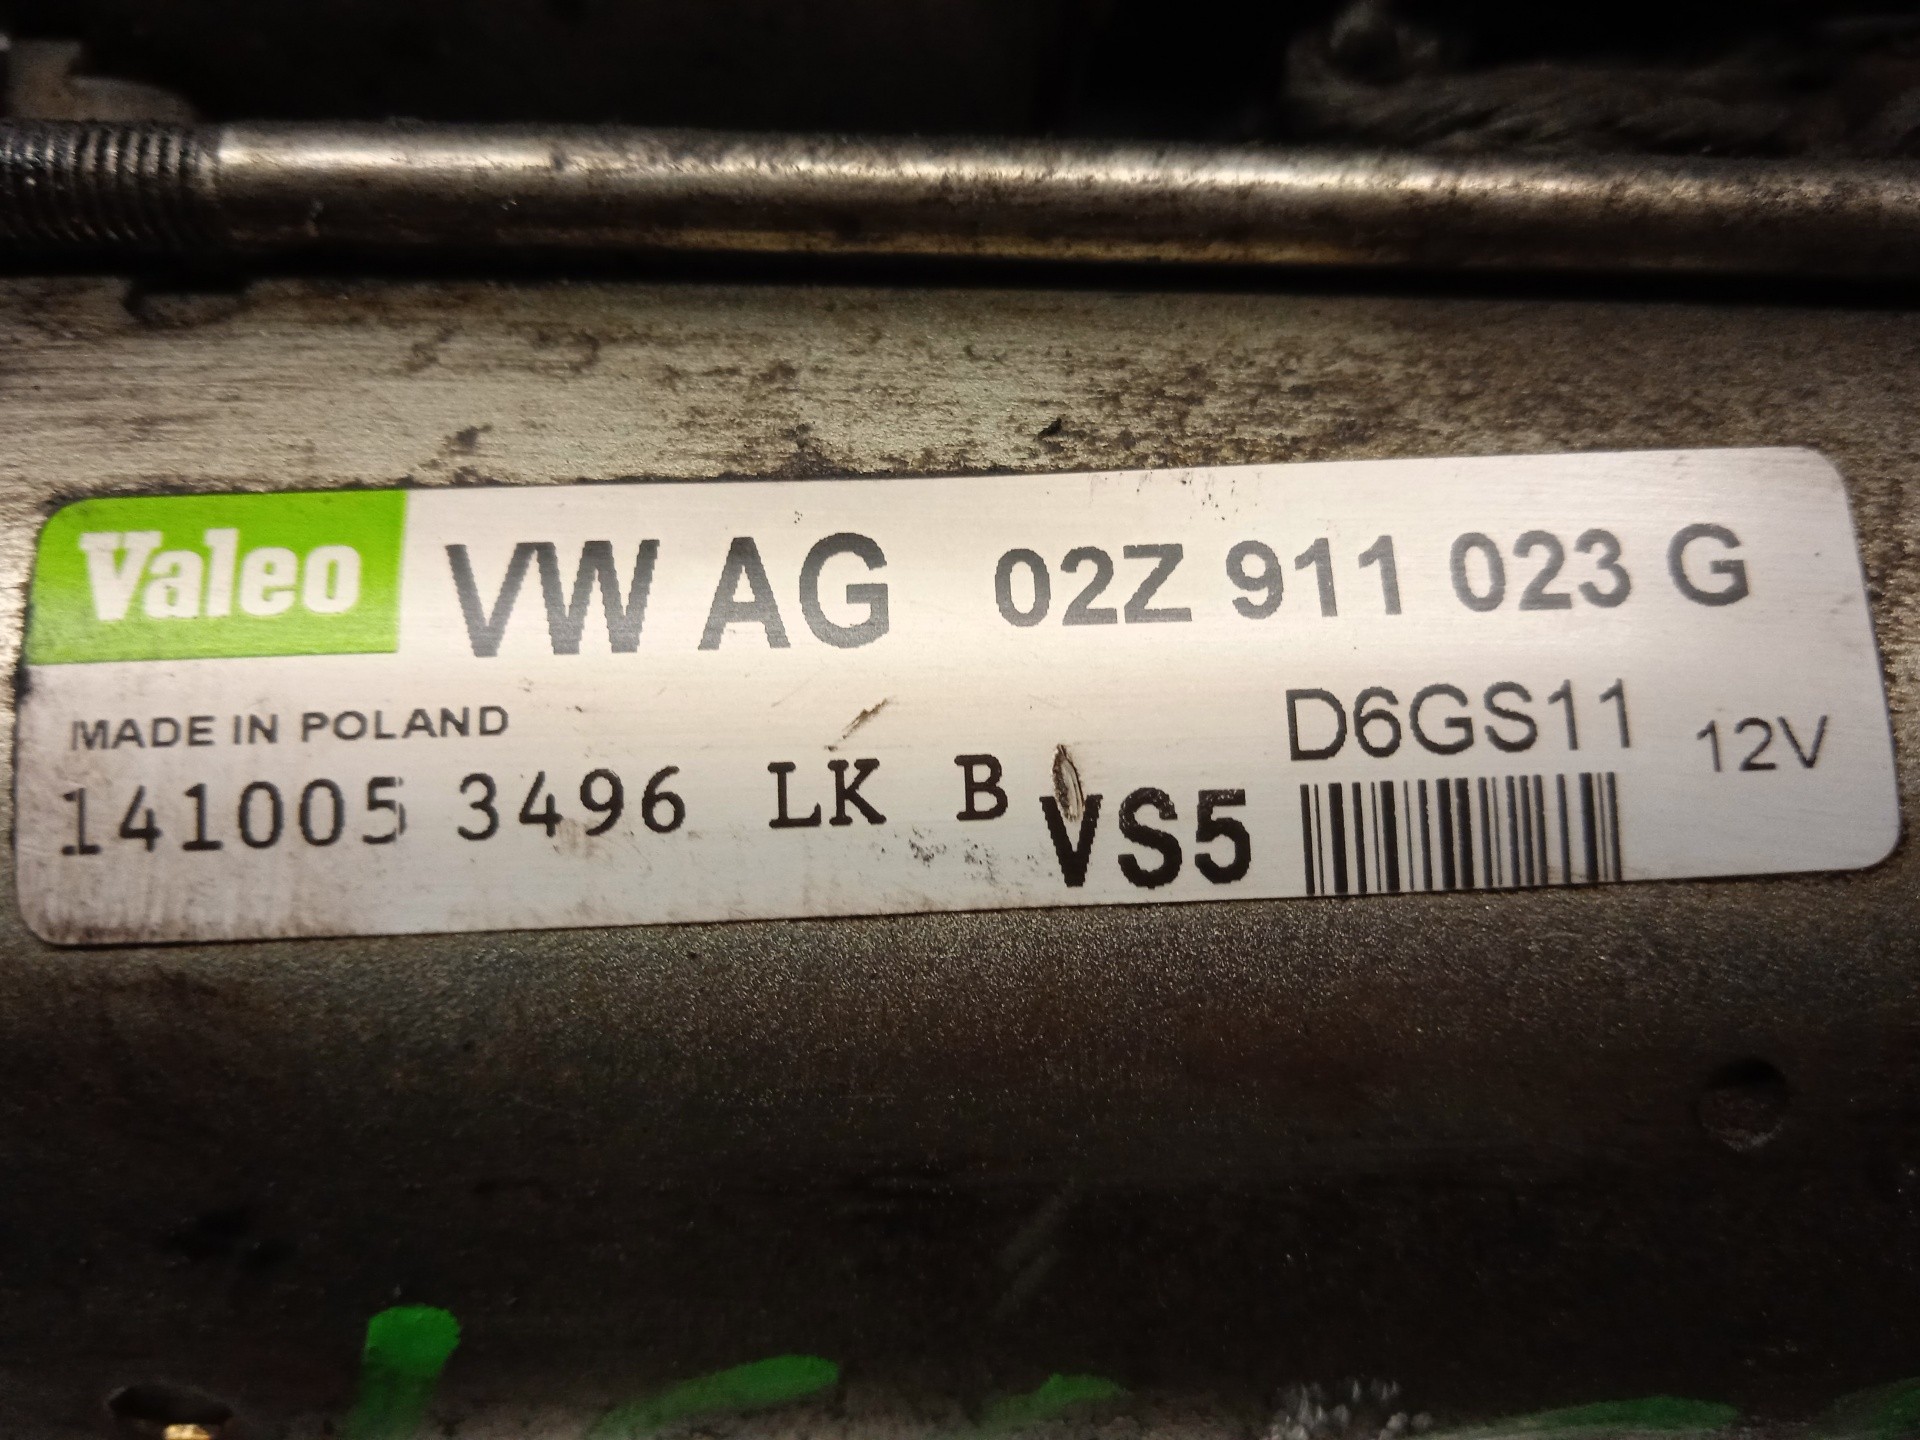 Valeo VW AG 02Z 911 023 G
MADE IN POLAND D6GS11 12V
141005 3496 LK B VS5